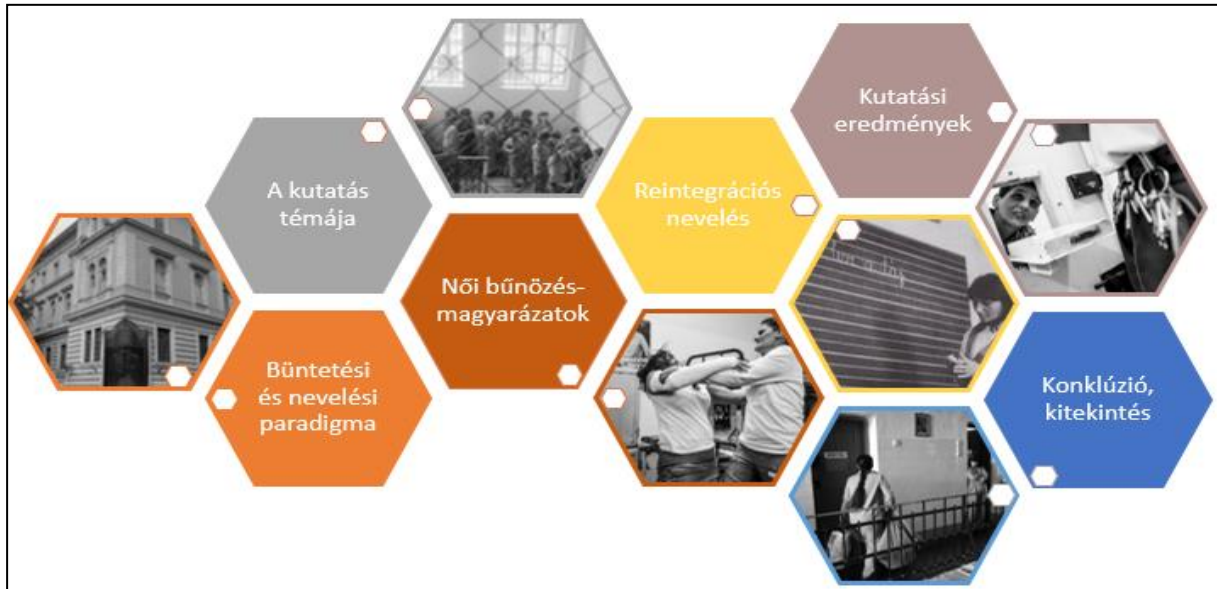 A kutatás
témája
Büntetési
és nevelési
paradigma
Női bűnözés-
magyarázatok
Reintegrációs
nevelés
Kutatási
eredmények
Konklúzió,
kitekintés